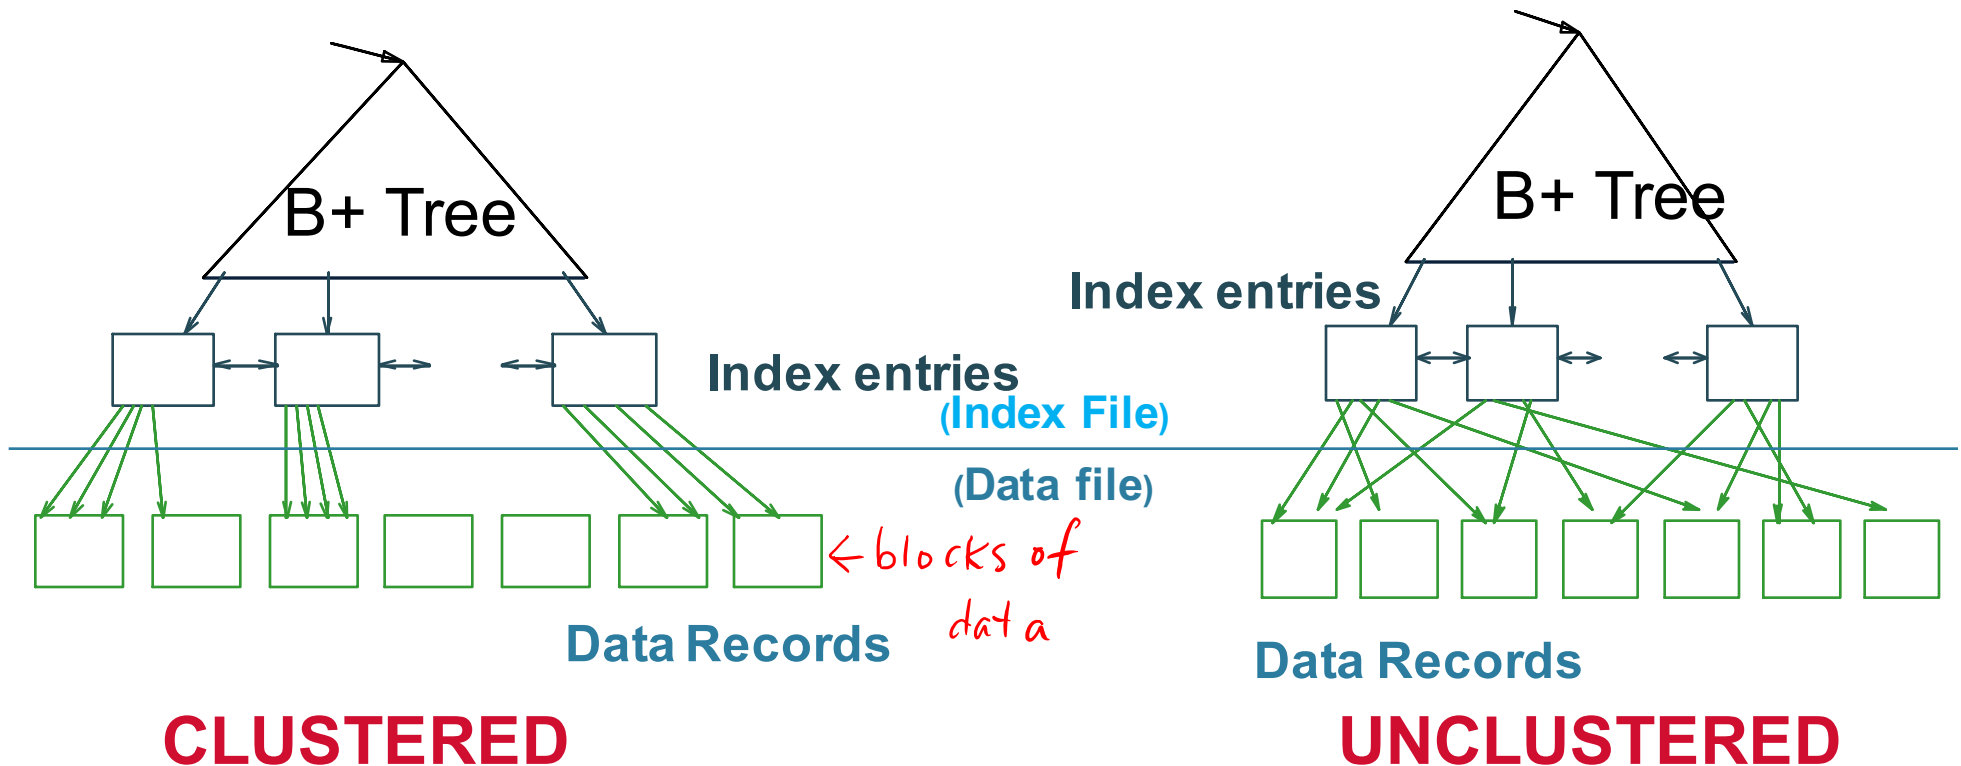 B+ Tree
Index entries
(Index File)
(Data file)
← blocks of
data
Data Records
CLUSTERED
B+ Tree
Index entries
Data Records
UNCLUSTERED